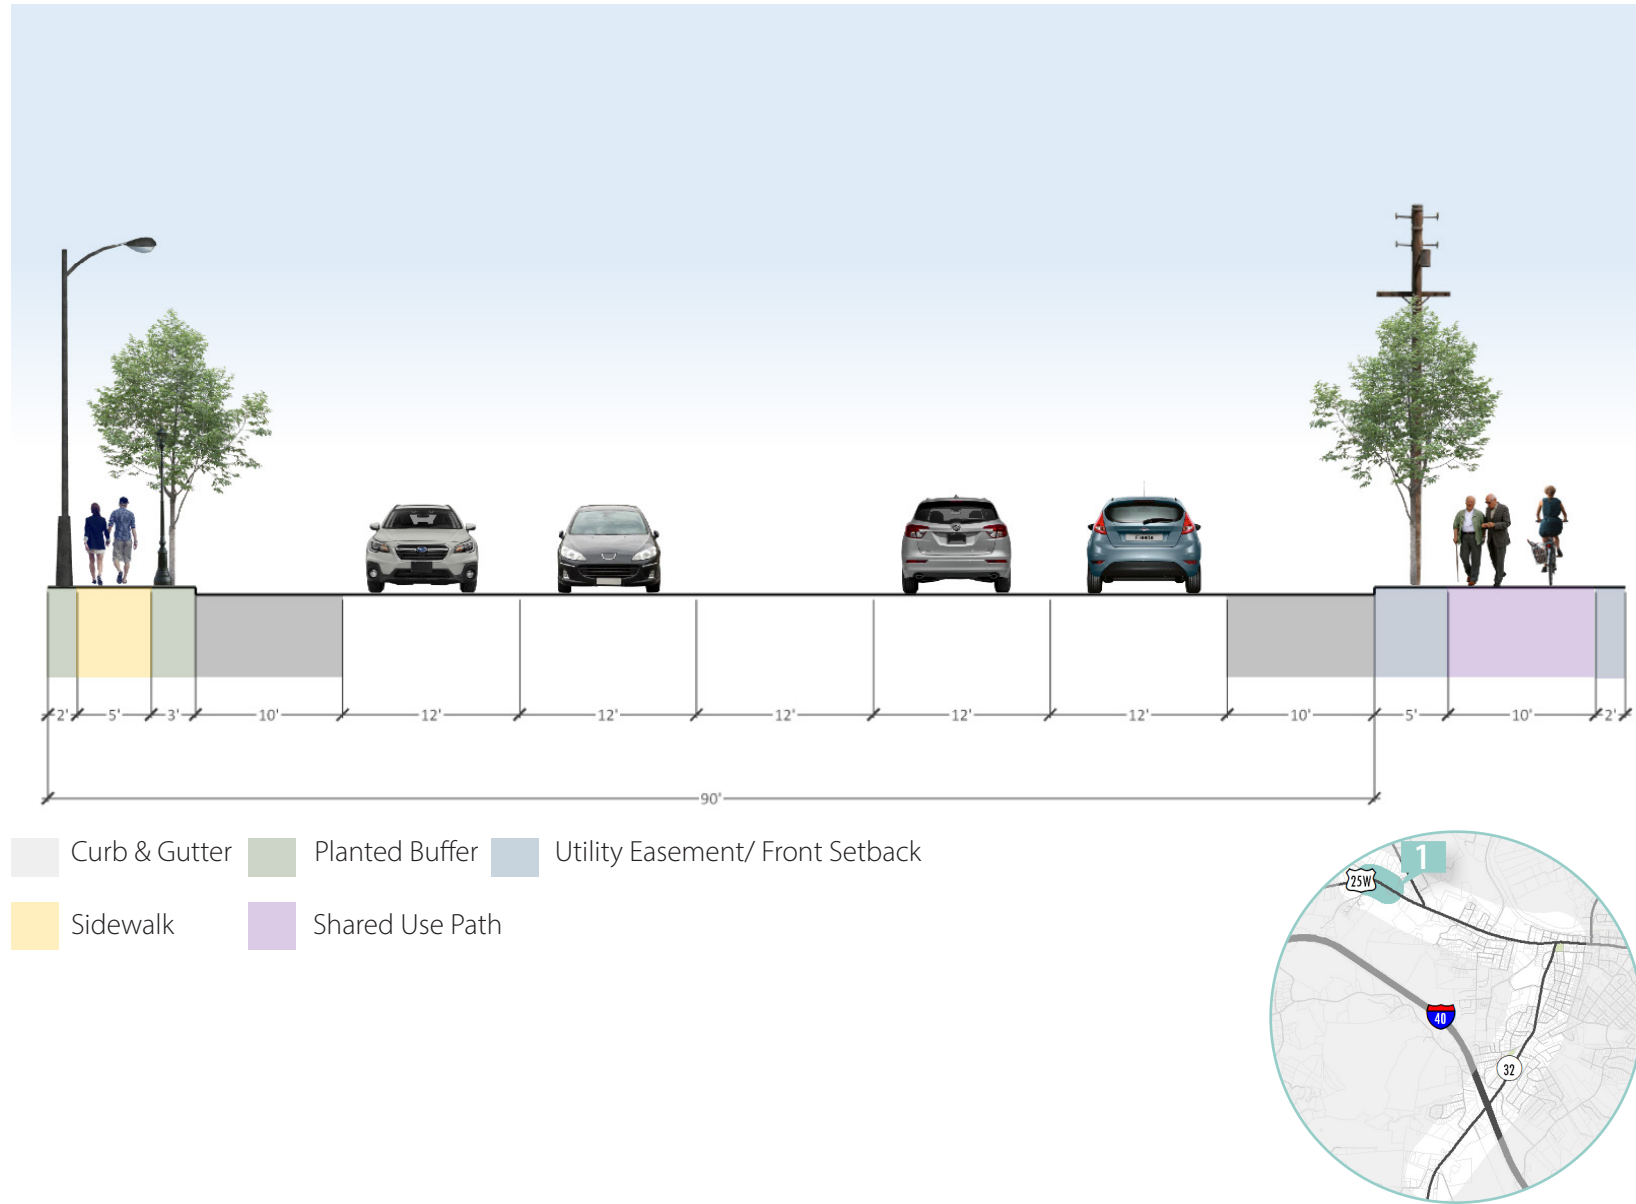 2' 5' 3' 10' 12' 12' 12' 12' 12' 10' 5' 10' 2'
90'
Curb & Gutter Planted Buffer Utility Easement/ Front Setback
Sidewalk Shared Use Path
1
25W
40
32